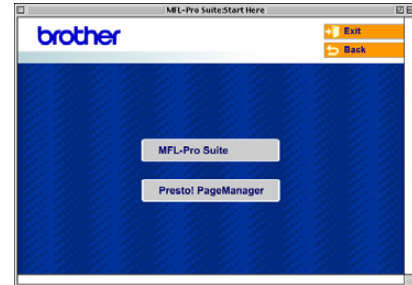 MFL-Pro Suite:Start Here
brother
Exit
Back
MFL-Pro Suite
Presto! PageManager